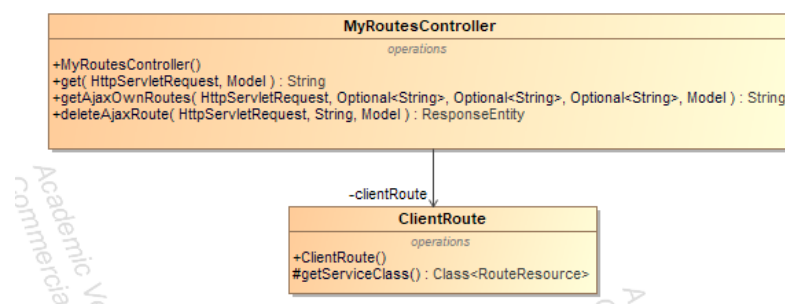 MyRoutesController
operations
+MyRoutesController()
+get( HttpServletRequest, Model ) : String
+getAjaxOwnRoutes( HttpServletRequest, Optional<String>, Optional<String>, Optional<String>, Model ) : String
+deleteAjaxRoute( HttpServletRequest, String, Model ) : ResponseEntity
-clientRoute
ClientRoute
operations
+ClientRoute()
#getServiceClass() : Class<RouteResource>
Academic